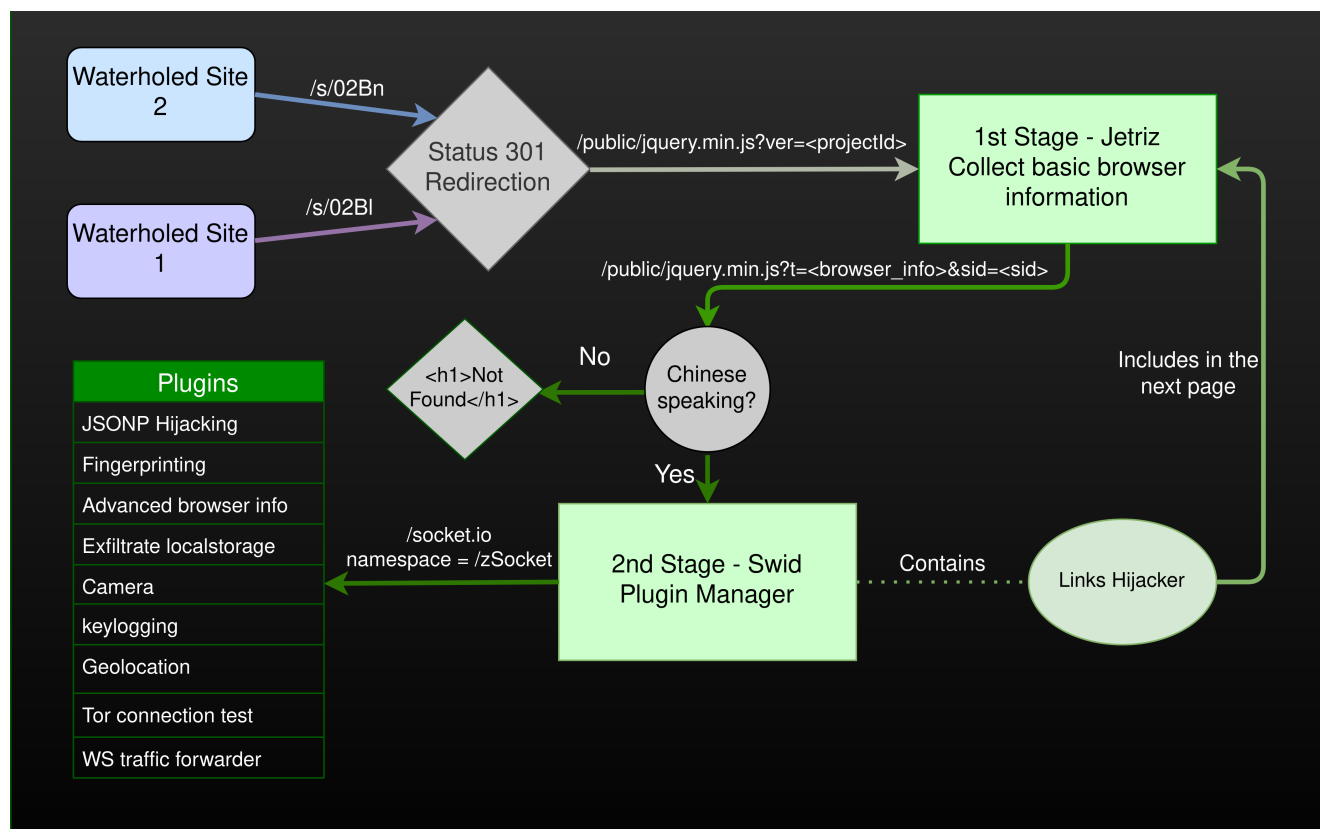 Waterholed Site
2
/s/02Bn
Status 301
Redirection
/public/jquery.min.js?ver=<projectId>
1st Stage - Jetriz
Collect basic browser
information
/s/02Bl
Waterholed Site
1
/public/jquery.min.js?t=<browser_info>&sid=<sid>
<h1>Not
Found</h1>
No
Chinese
speaking?
Includes in the
next page
Yes
Plugins
JSONP Hijacking
Fingerprinting
Advanced browser info
Exfiltrate localstorage
Camera
keylogging
Geolocation
Tor connection test
WS traffic forwarder
/socket.io
namespace = /zSocket
2nd Stage - Swid
Plugin Manager
Contains
Links Hijacker